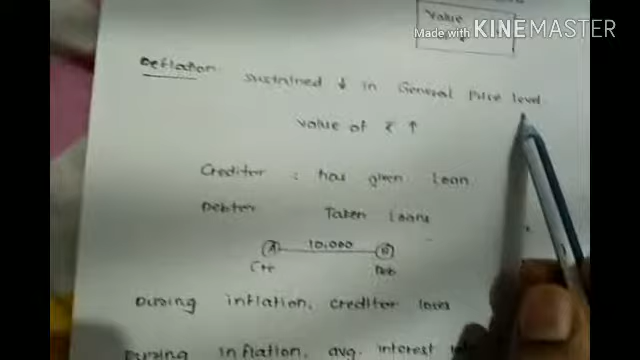 Value
Made with KINEMASTER
Deflation sustained ↓ in General Price level
Value of ₹ ↑
Creditor : has given Loan
Debtor Taken Loans
A 10,000 B
Cre Deb
During inflation, creditor loses
During inflation, avg. interest